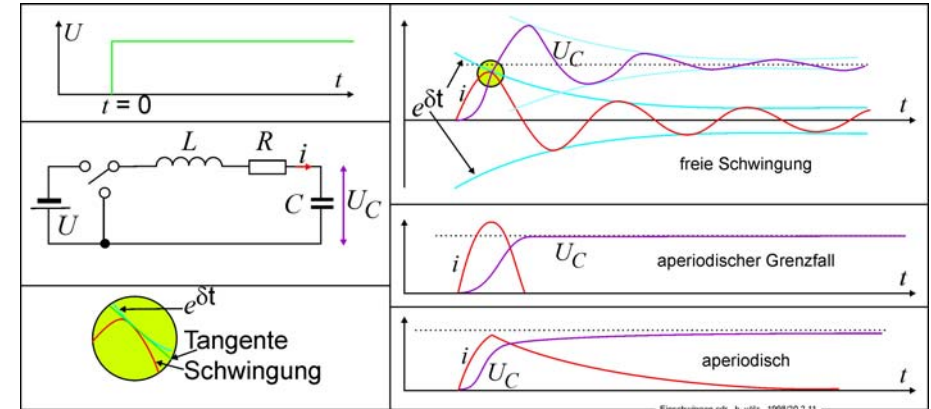 U
t
t = 0
L
R
i
U
C
U_C
e^δt
Tangente
Schwingung
U_C
e^δt
i
t
freie Schwingung
i
U_C
aperiodischer Grenzfall
t
i
U_C
aperiodisch
t